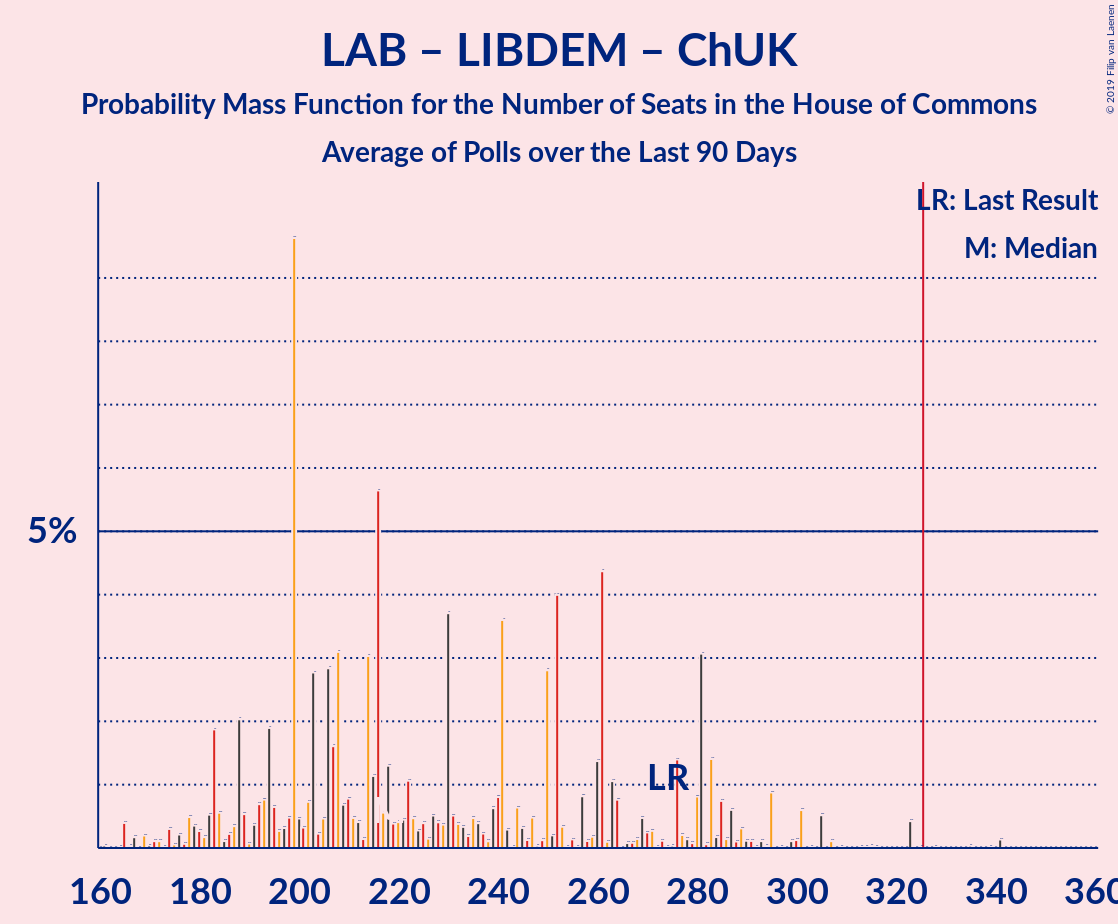 LAB – LIBDEM – ChUK
Probability Mass Function for the Number of Seats in the House of Commons
Average of Polls over the Last 90 Days
© 2019 Filip van Laenen
LR: Last Result
M: Median
5%
LR
160 180 200 220 240 260 280 300 320 340 360